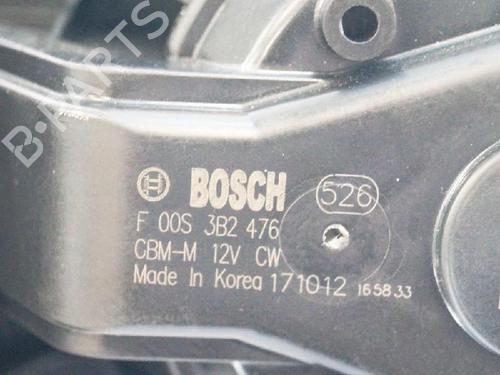 B-PARTS
BOSCH 526
F 00S 3B2 476
CBM-M 12V CW
Made In Korea 171012 165833